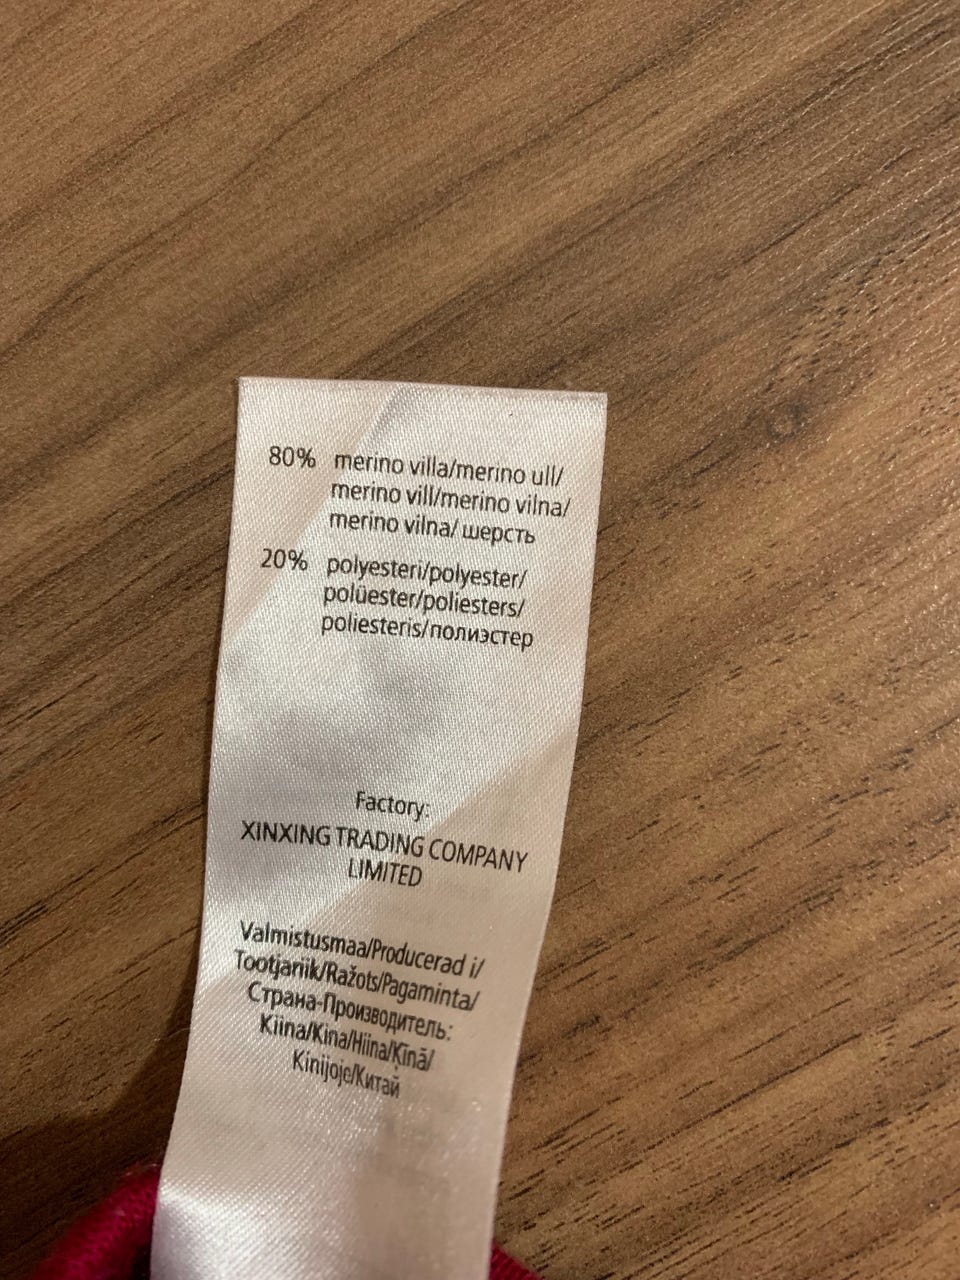 80% merino villa/merino ull/
merino vill/merino vilna/
merino vilna/ шерсть
20% polyesteri/polyester/
polüester/poliesters/
poliesteris/полиэстер
Factory:
XINXING TRADING COMPANY
LIMITED
Valmistusmaa/Producerad i/
Tootjariik/Ražots/Pagaminta/
Страна-Производитель:
Kiina/Kina/Hiina/Ķīnā/
Kinijoje/Китай